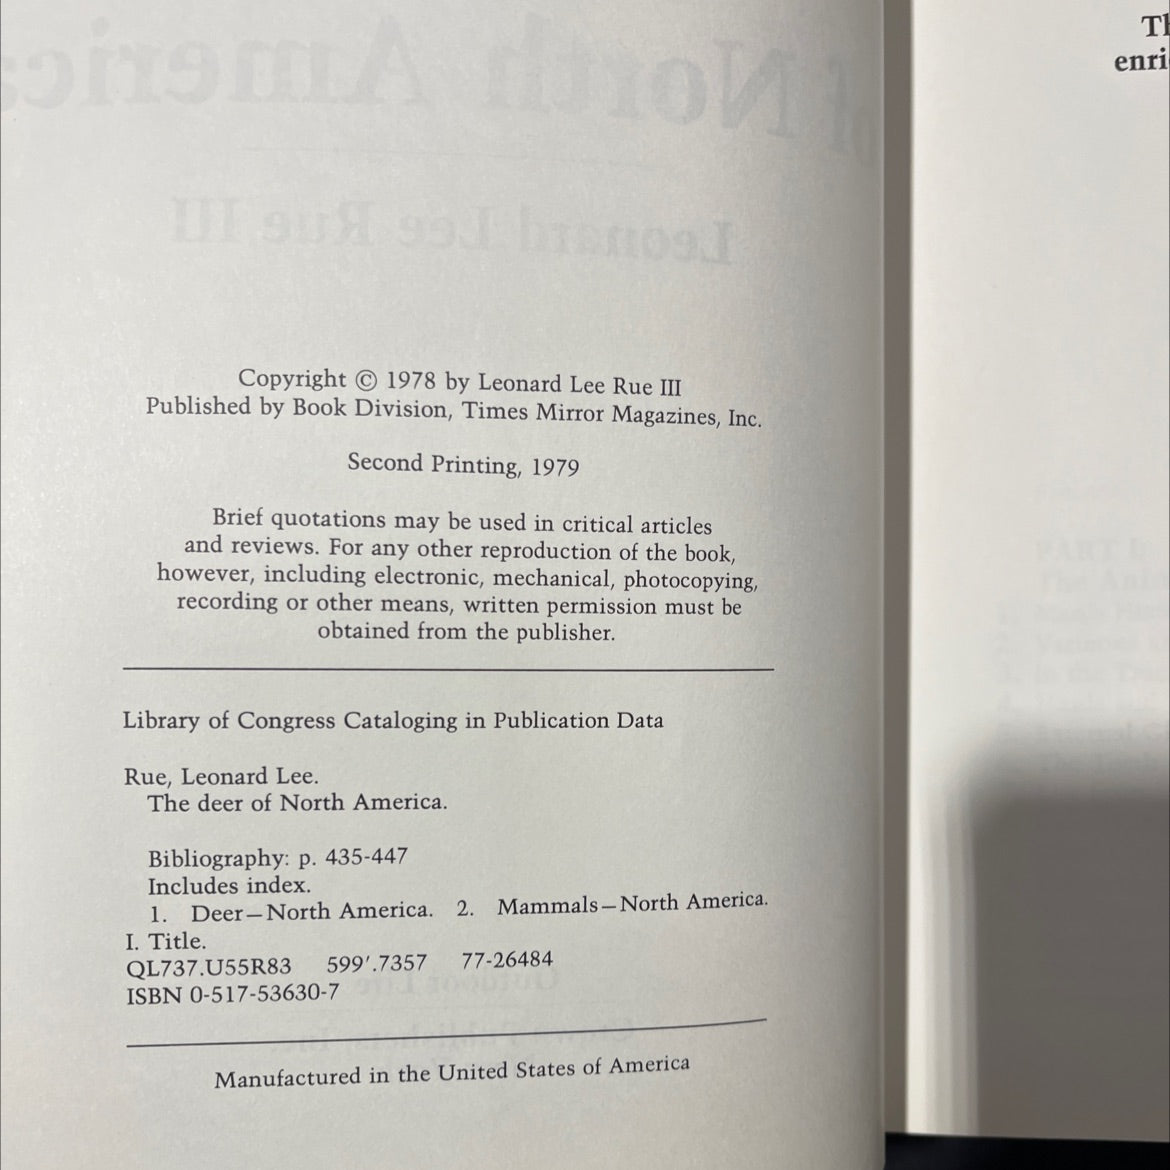 Copyright © 1978 by Leonard Lee Rue III
Published by Book Division, Times Mirror Magazines, Inc.
Second Printing, 1979
Brief quotations may be used in critical articles
and reviews. For any other reproduction of the book,
however, including electronic, mechanical, photocopying,
recording or other means, written permission must be
obtained from the publisher.
Library of Congress Cataloging in Publication Data
Rue, Leonard Lee.
The deer of North America.
Bibliography: p. 435-447
Includes index.
1. Deer—North America. 2. Mammals—North America.
I. Title.
QL737.U55R83 599′.7357 77-26484
ISBN 0-517-53630-7
Manufactured in the United States of America